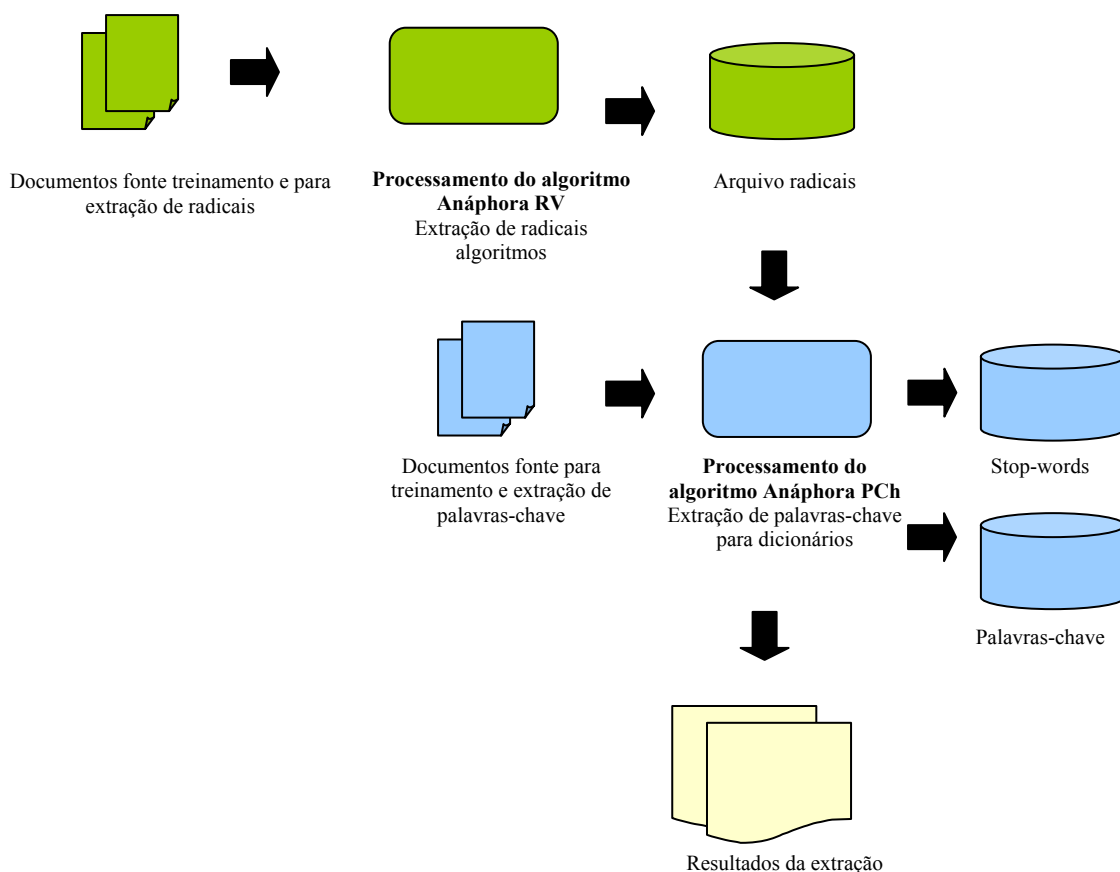 Documentos fonte treinamento e para
extração de radicais
Processamento do algoritmo
Anáphora RV
Extração de radicais
algoritmos
Arquivo radicais
Documentos fonte para
treinamento e extração de
palavras-chave
Processamento do
algoritmo Anáphora PCh
Extração de palavras-chave
para dicionários
Stop-words
Palavras-chave
Resultados da extração